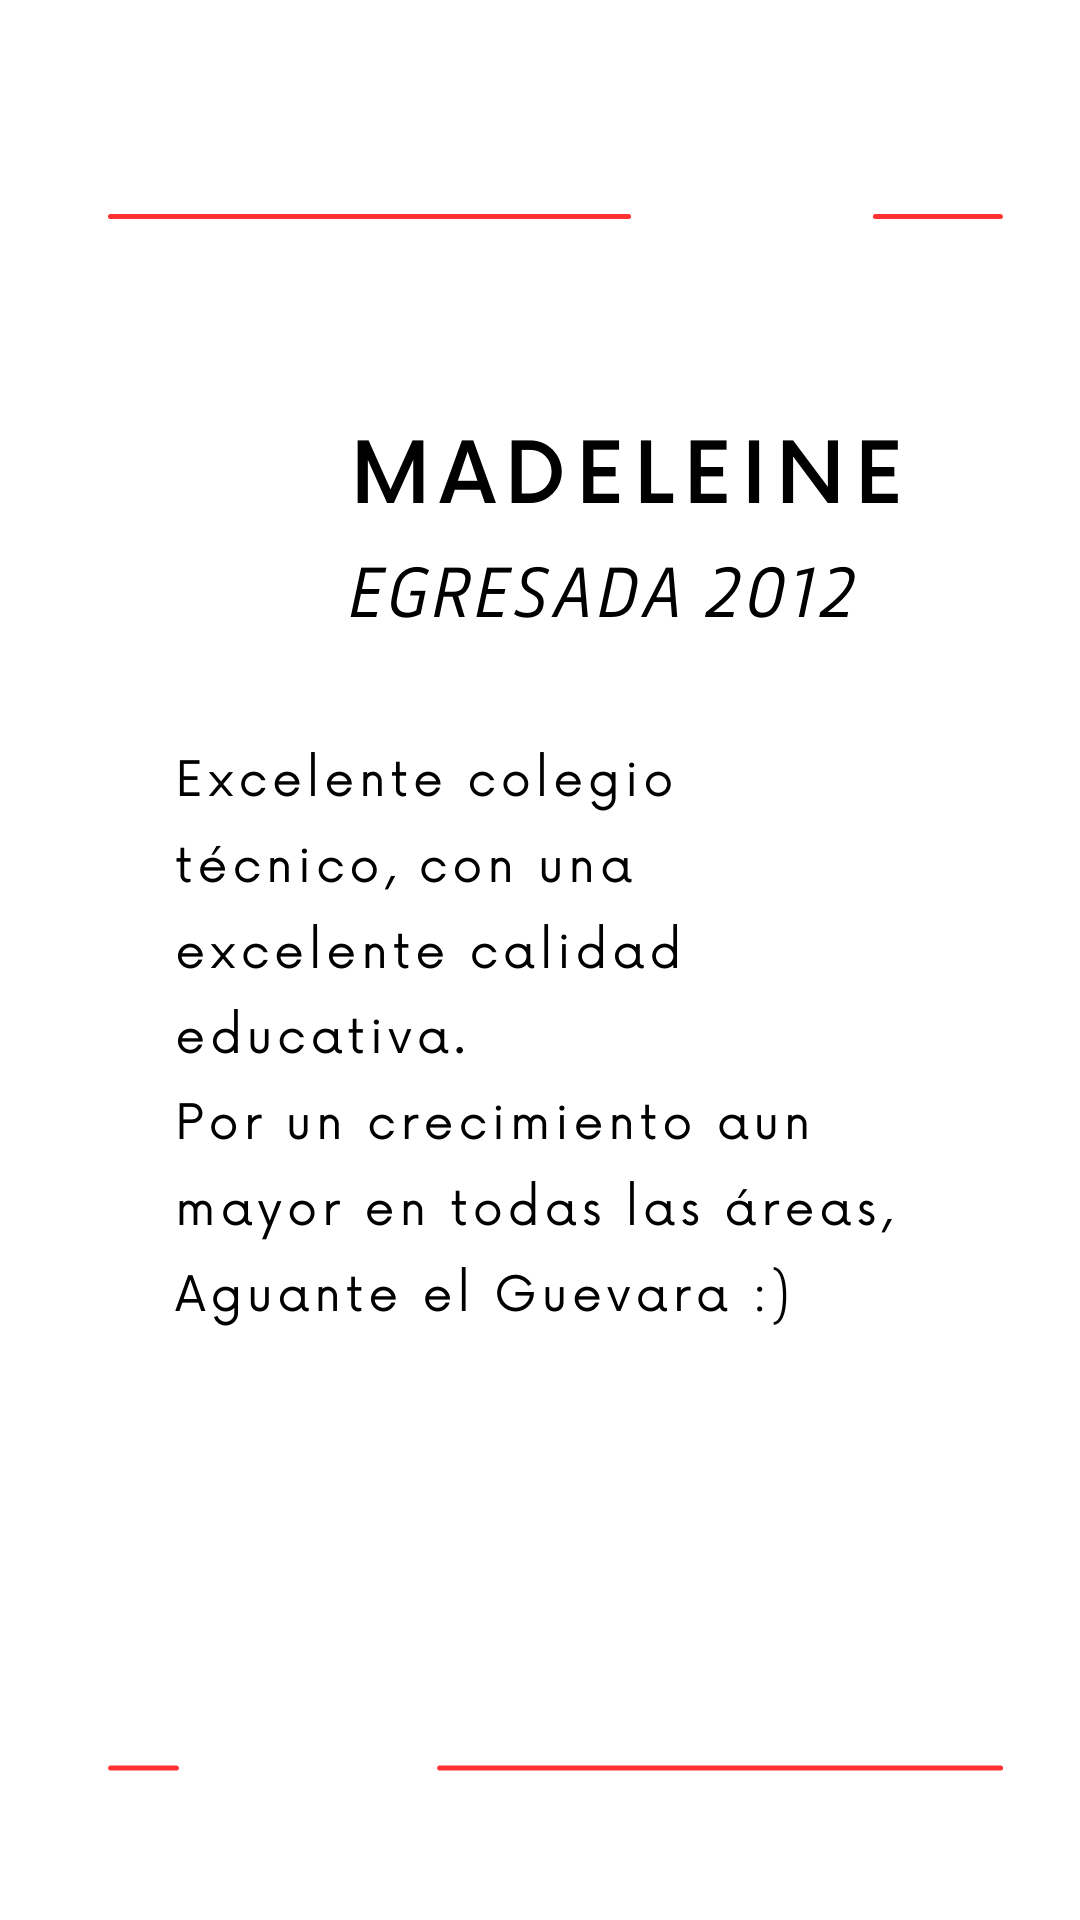 MADELEINE
EGRESADA 2012
Excelente colegio
técnico, con una
excelente calidad
educativa.
Por un crecimiento aun
mayor en todas las áreas,
Aguante el Guevara :)